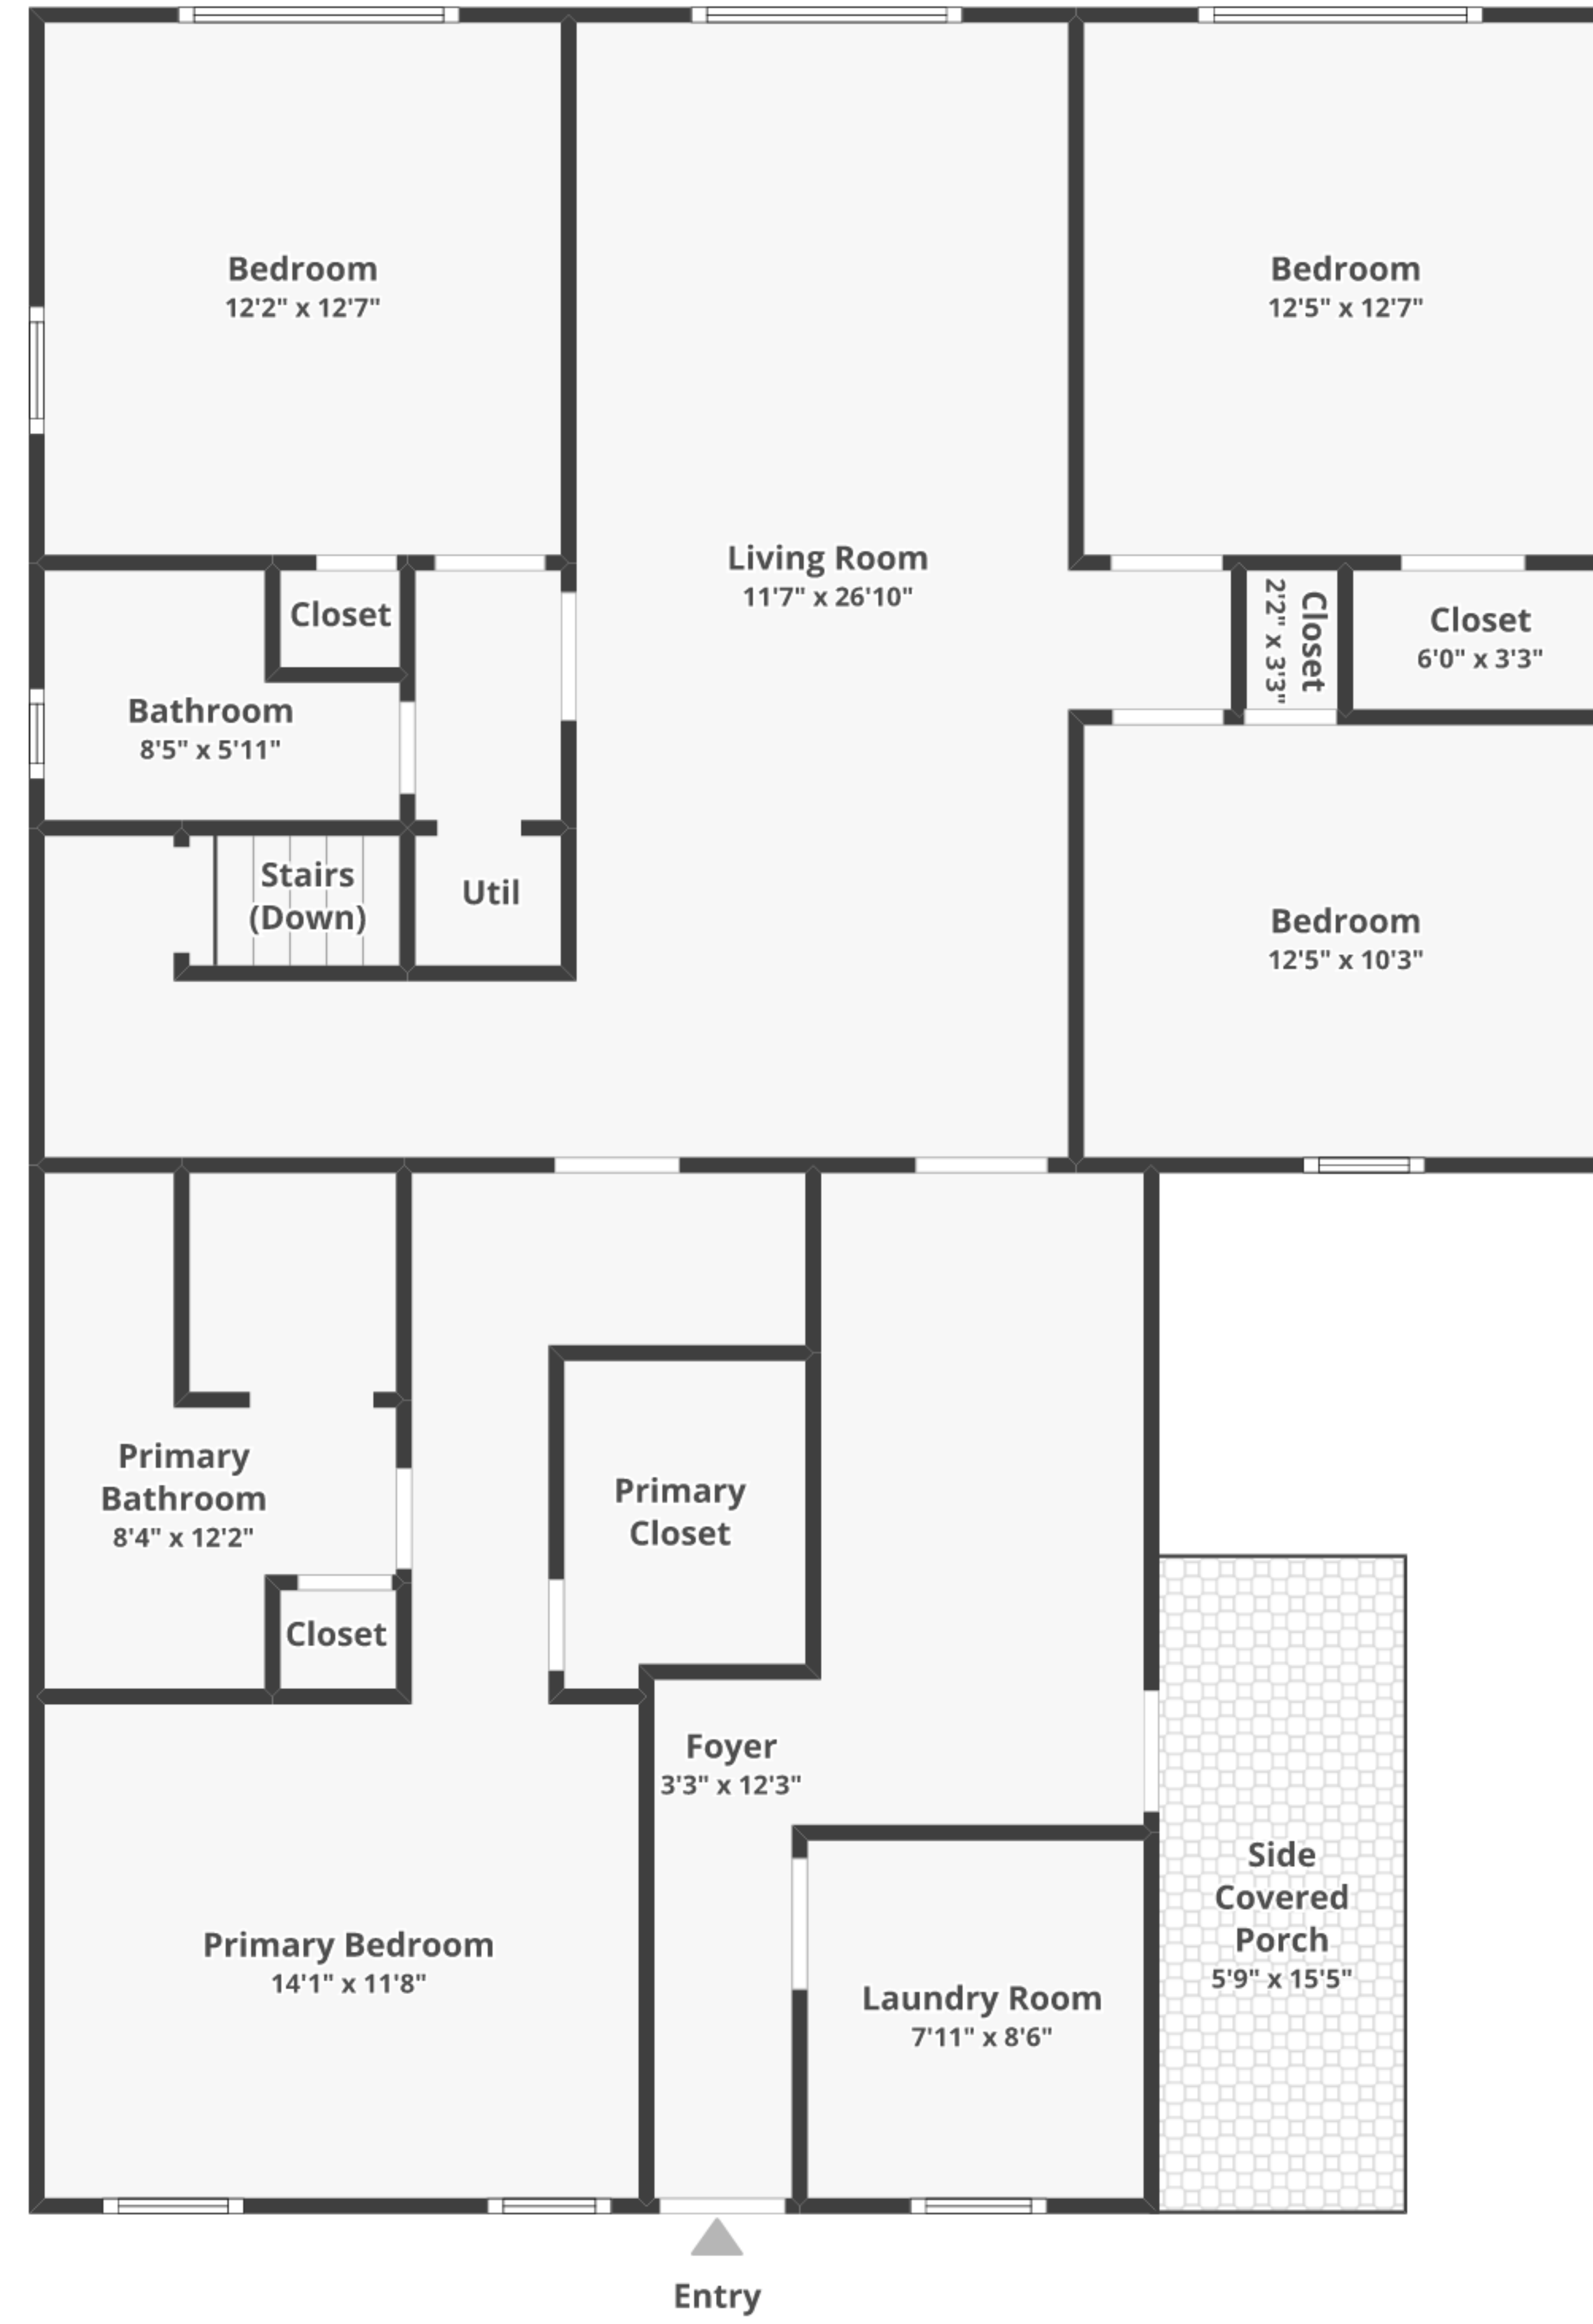 Bedroom
12'2" x 12'7"
Bedroom
12'5" x 12'7"
Living Room
11'7" x 26'10"
Closet
Closet
2'2" x 3'3"
Closet
6'0" x 3'3"
Bathroom
8'5" x 5'11"
Stairs
(Down)
Util
Bedroom
12'5" x 10'3"
Primary
Bathroom
8'4" x 12'2"
Primary
Closet
Closet
Foyer
3'3" x 12'3"
Side
Covered
Porch
5'9" x 15'5"
Primary Bedroom
14'1" x 11'8"
Laundry Room
7'11" x 8'6"
Entry